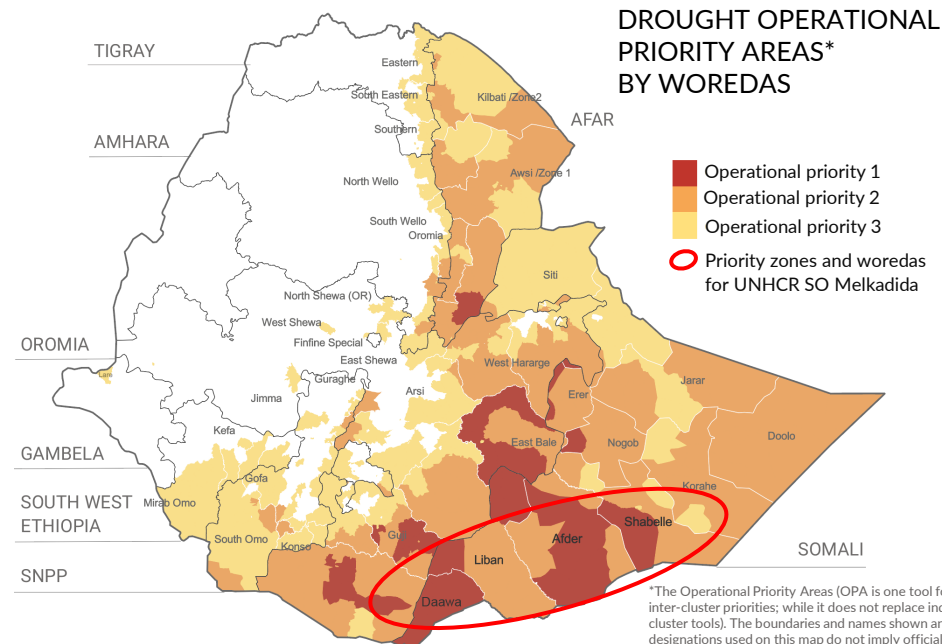 DROUGHT OPERATIONAL
PRIORITY AREAS*
BY WOREDAS
TIGRAY
AMHARA
OROMIA
GAMBELA
SOUTH WEST
ETHIOPIA
SNPP
AFAR
SOMALI
Operational priority 1
Operational priority 2
Operational priority 3
Priority zones and woredas
for UNHCR SO Melkadida
Eastern
South Eastern
Kilbati /Zone2
Southern
Awsi /Zone 1
North Wello
South Wello
Oromia
Siti
North Shewa (OR)
West Shewa
Finfine Special
East Shewa
West Hararge
Lare
Guraghe
Jimma
Arsi
Erer
Jarar
Kefa
East Bale
Nogob
Doolo
Gofa
Korahe
Mirab Omo
Shabelle
South Omo
Konso
Gu
Afder
Liban
Daawa
*The Operational Priority Areas (OPA is one tool fo
inter-cluster priorities; while it does not replace ind
cluster tools). The boundaries and names shown an
designations used on this map do not imply official